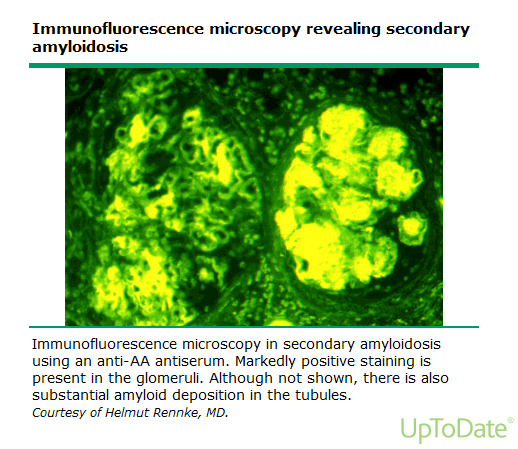 Immunofluorescence microscopy revealing secondary
amyloidosis
Immunofluorescence microscopy in secondary amyloidosis
using an anti-AA antiserum. Markedly positive staining is
present in the glomeruli. Although not shown, there is also
substantial amyloid deposition in the tubules.
Courtesy of Helmut Rennke, MD.
UpToDate®